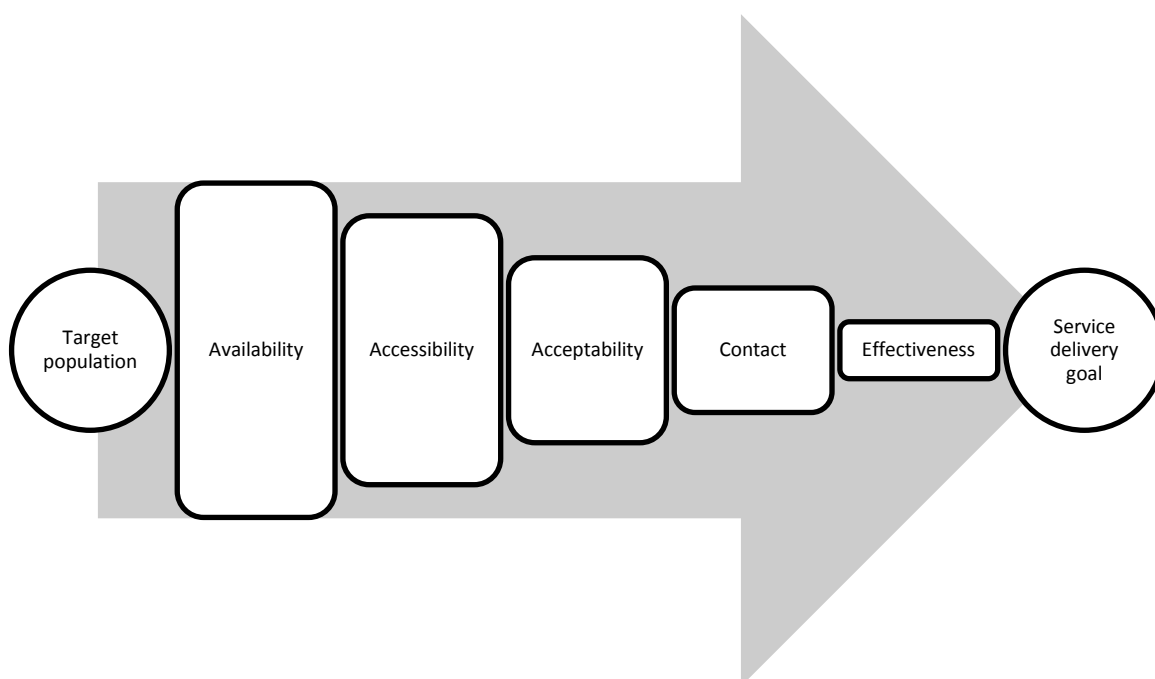 Target
population
Availability
Accessibility
Acceptability
Contact
Effectiveness
Service
delivery
goal